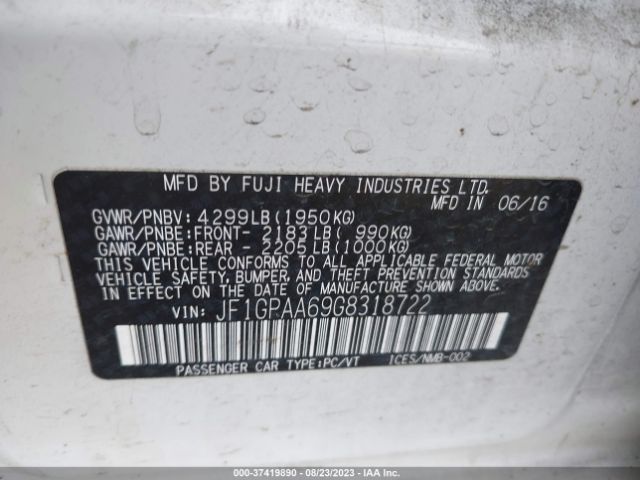 MFD BY FUJI HEAVY INDUSTRIES LTD.
MFD IN 06/16
GVWR/PNBV: 4299LB(1950KG)
GAWR/PNBE: FRONT- 2183LB( 990KG)
GAWR/PNBE: REAR - 2205LB(1000KG)
THIS VEHICLE CONFORMS TO ALL APPLICABLE FEDERAL MOTOR
VEHICLE SAFETY, BUMPER, AND THEFT PREVENTION STANDARDS
IN EFFECT ON THE DATE OF MANUFACTURE SHOWN ABOVE.
VIN: JF1GPAA69G8318722
PASSENGER CAR TYPE:PC/VT ICES/NMB-002
000-37419890 - 08/23/2023 - IAA Inc.